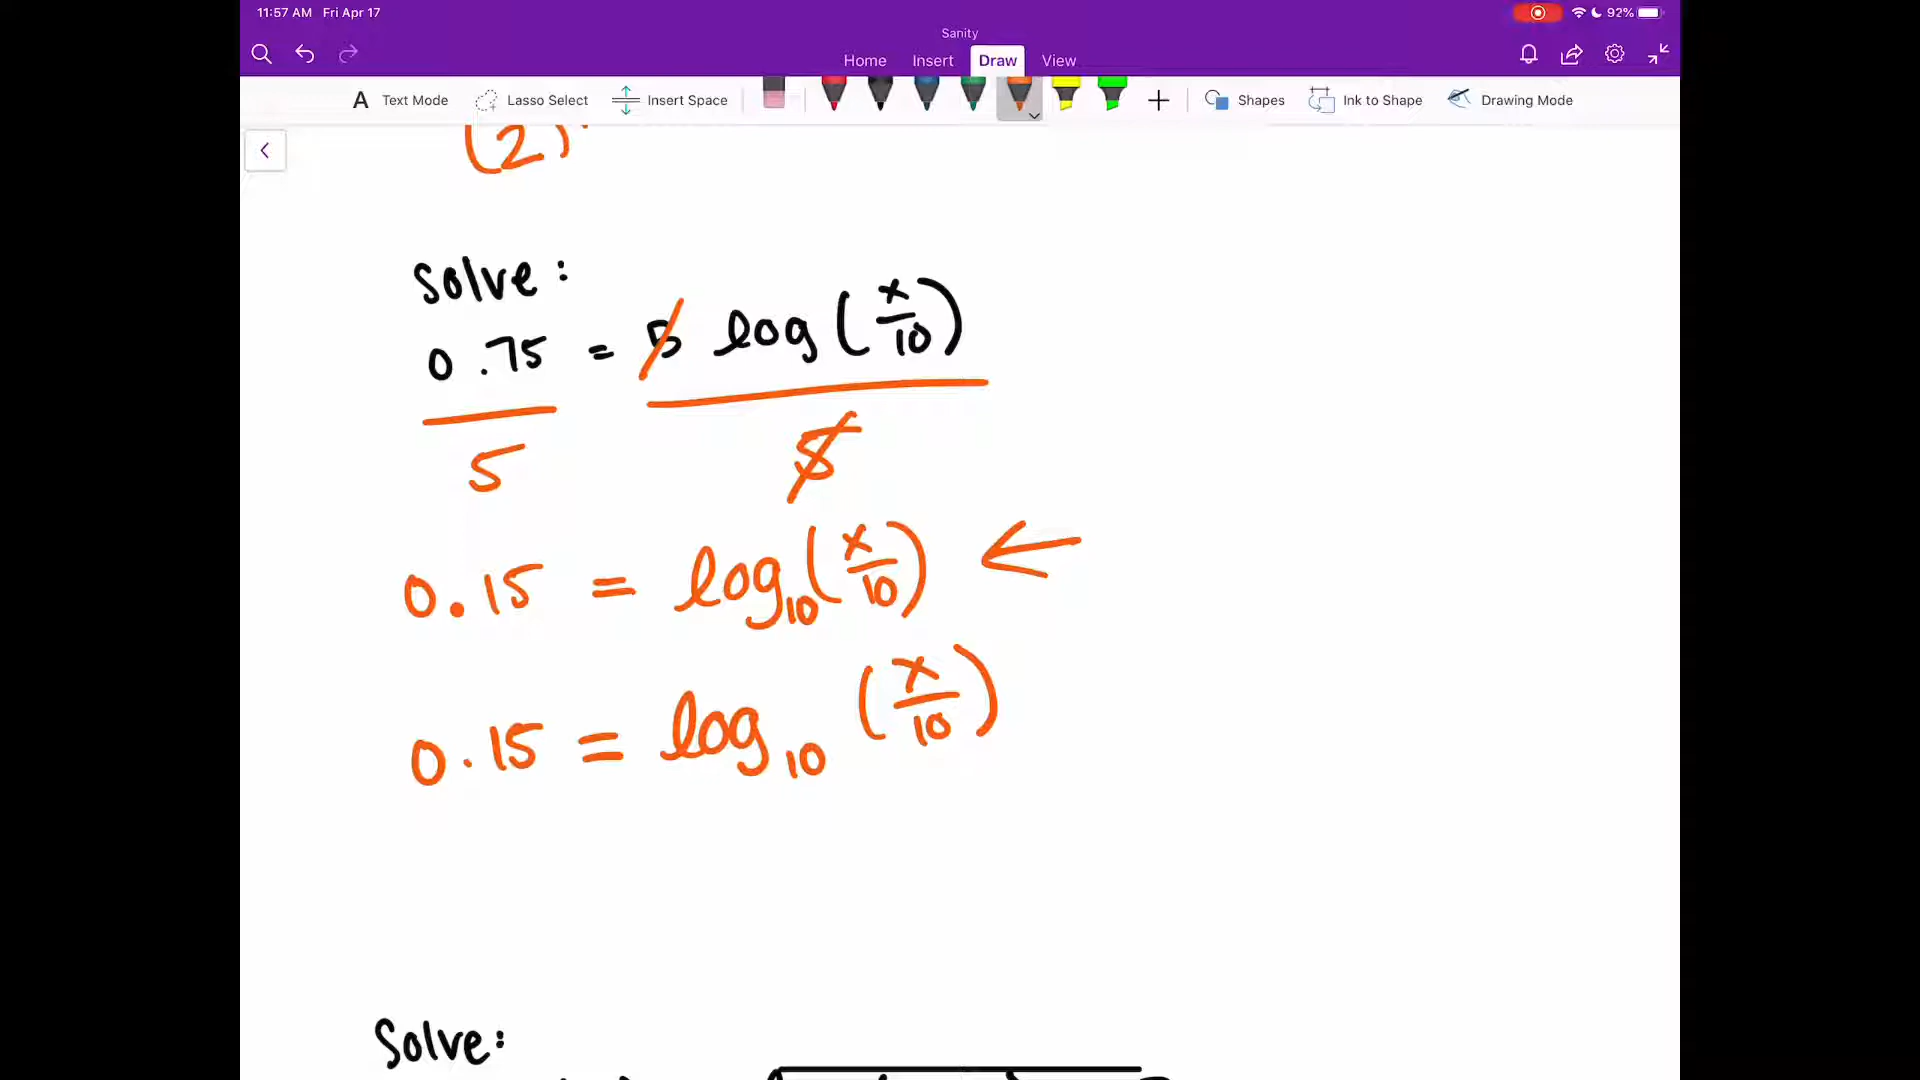 11:57 AM Fri Apr 17
92%
Sanity
Home Insert Draw View
Text Mode Lasso Select Insert Space Shapes Ink to Shape Drawing Mode
(2)
Solve:
0.75 = 5 log (x/10)
5 5
0.15 = log₁₀(x/10) ←
0.15 = log₁₀ (x/10)
Solve: